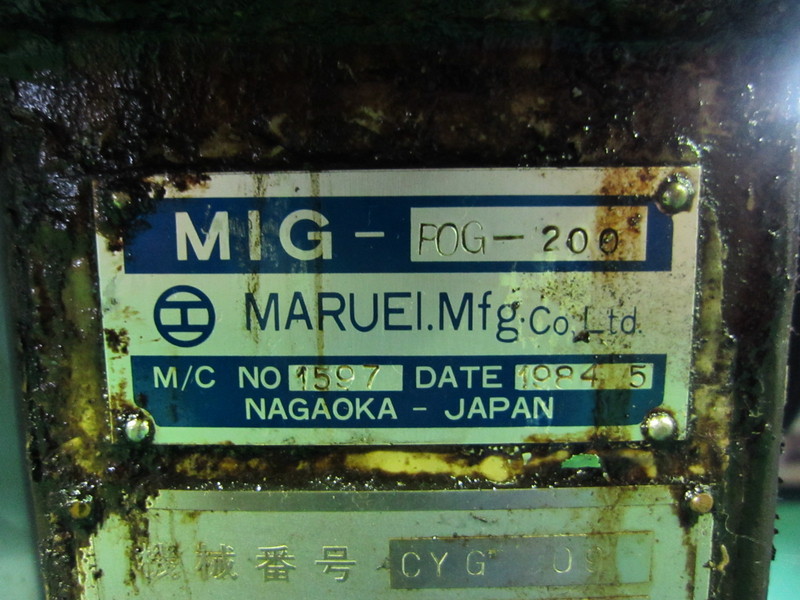 MIG - POG-200
MARUEI.Mfg.Co.,Ltd.
M/C NO 1597 DATE 1984 5
NAGAOKA - JAPAN
機械番号 CYG